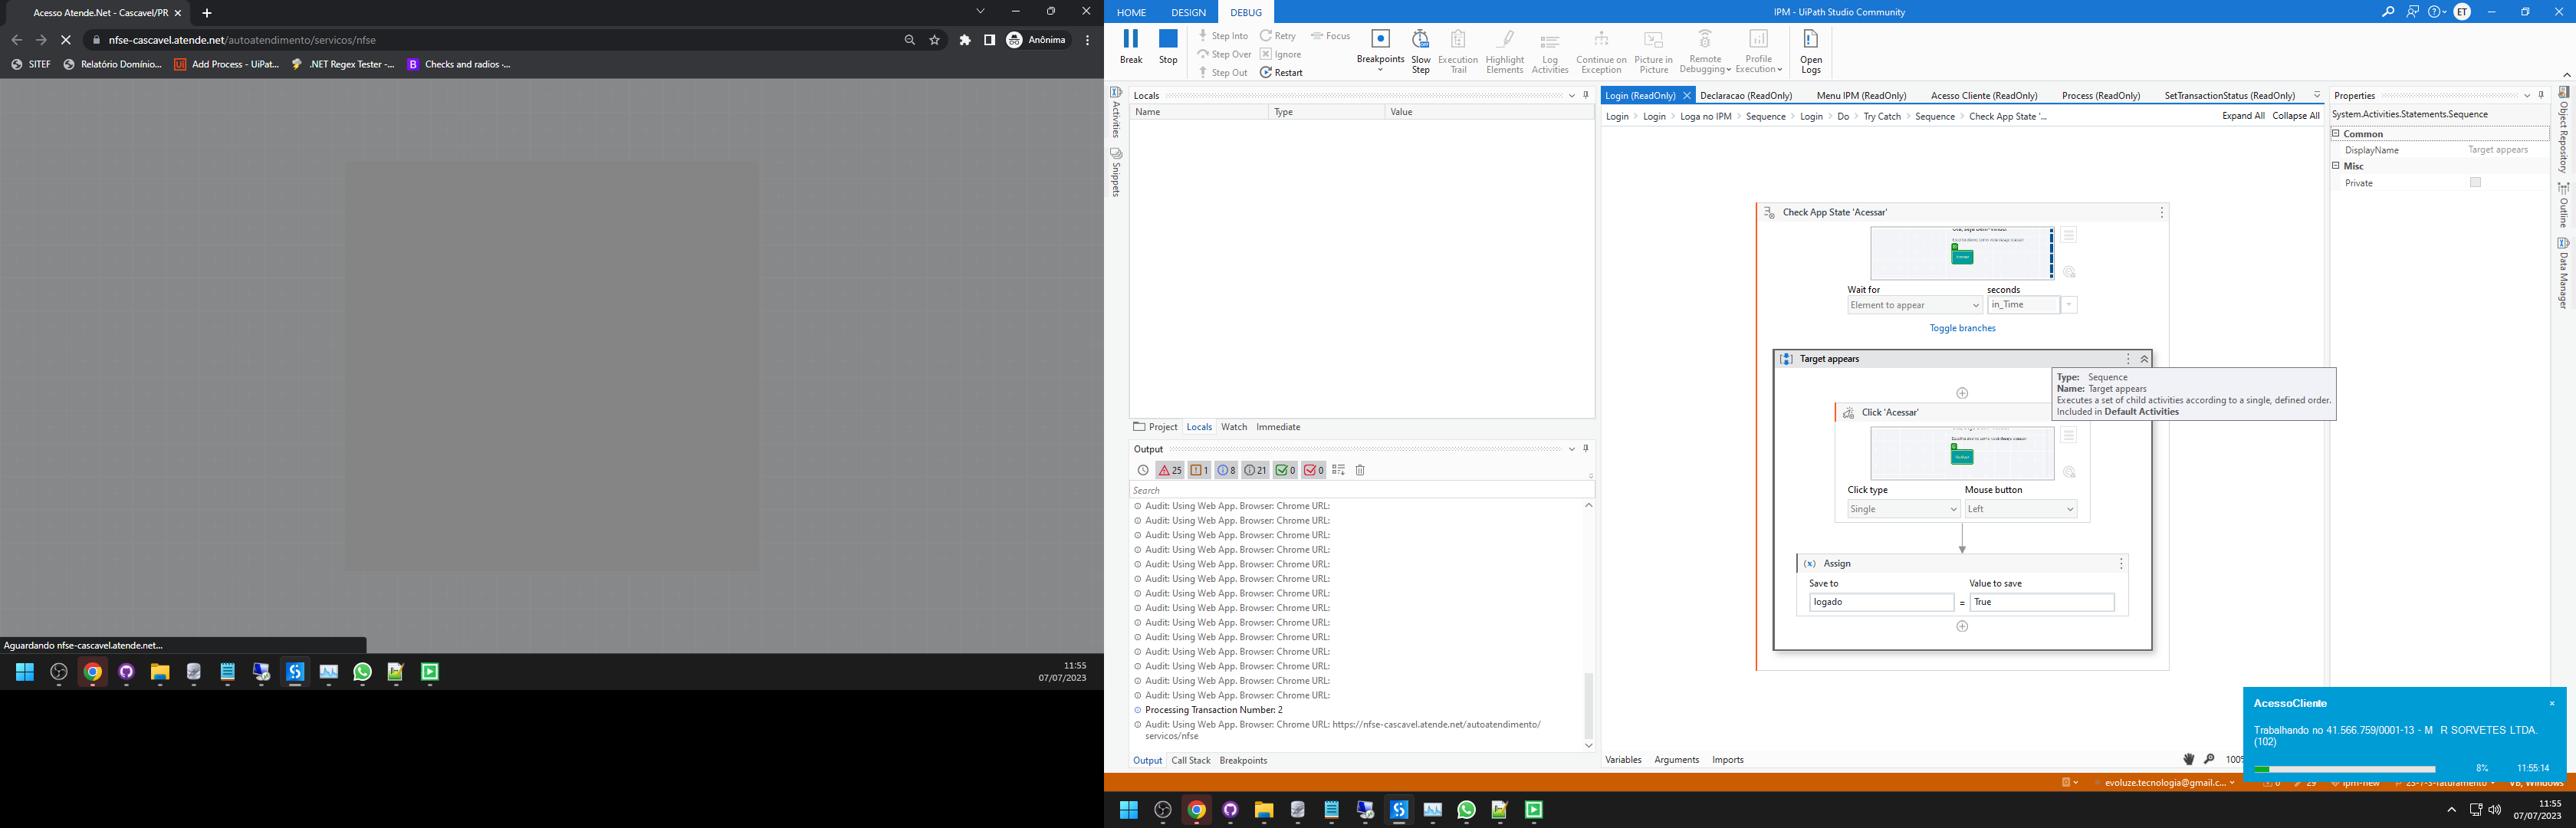 Acesso Atende.Net - Cascavel/PR
nfse-cascavel.atende.net/autoatendimento/servicos/nfse
Anônima
SITEF
Relatório Domínio...
Add Process - UiPat...
.NET Regex Tester -...
Checks and radios ·...
Aguardando nfse-cascavel.atende.net...
11:55
07/07/2023
HOME
DESIGN
DEBUG
IPM - UiPath Studio Community
ET
Break
Stop
Step Into
Step Over
Step Out
Retry
Ignore
Restart
Focus
Breakpoints
Slow Step
Execution Trail
Highlight Elements
Log Activities
Continue on Exception
Picture in Picture
Remote Debugging
Profile Execution
Open Logs
Activities
Snippets
Locals
Name Type Value
Project Locals Watch Immediate
Output
25 1 8 21 0 0
Search
Audit: Using Web App. Browser: Chrome URL:
Audit: Using Web App. Browser: Chrome URL:
Audit: Using Web App. Browser: Chrome URL:
Audit: Using Web App. Browser: Chrome URL:
Audit: Using Web App. Browser: Chrome URL:
Audit: Using Web App. Browser: Chrome URL:
Audit: Using Web App. Browser: Chrome URL:
Audit: Using Web App. Browser: Chrome URL:
Audit: Using Web App. Browser: Chrome URL:
Audit: Using Web App. Browser: Chrome URL:
Audit: Using Web App. Browser: Chrome URL:
Audit: Using Web App. Browser: Chrome URL:
Audit: Using Web App. Browser: Chrome URL:
Audit: Using Web App. Browser: Chrome URL:
Processing Transaction Number: 2
Audit: Using Web App. Browser: Chrome URL: https://nfse-cascavel.atende.net/autoatendimento/
servicos/nfse
Output Call Stack Breakpoints
Login (ReadOnly)
Declaracao (ReadOnly)
Menu IPM (ReadOnly)
Acesso Cliente (ReadOnly)
Process (ReadOnly)
SetTransactionStatus (ReadOnly)
Login > Login > Loga no IPM > Sequence > Login > Do > Try Catch > Sequence > Check App State '...
Expand All Collapse All
Check App State 'Acessar'
Wait for
seconds
Element to appear
in_Time
Toggle branches
Target appears
Type: Sequence
Name: Target appears
Executes a set of child activities according to a single, defined order.
Included in Default Activities
Click 'Acessar'
Click type
Mouse button
Single
Left
Assign
Save to
Value to save
logado = True
Variables Arguments Imports
100%
Properties
System.Activities.Statements.Sequence
Common
DisplayName Target appears
Misc
Private
Object Repository
Outline
Data Manager
AcessoCliente
Trabalhando no 41.566.759/0001-13 - M R SORVETES LTDA.
(102)
8% 11:55:14
evoluze.tecnologia@gmail.c...
0
29
ipm-new
23-7-3-faturamento
VB, Windows
11:55
07/07/2023